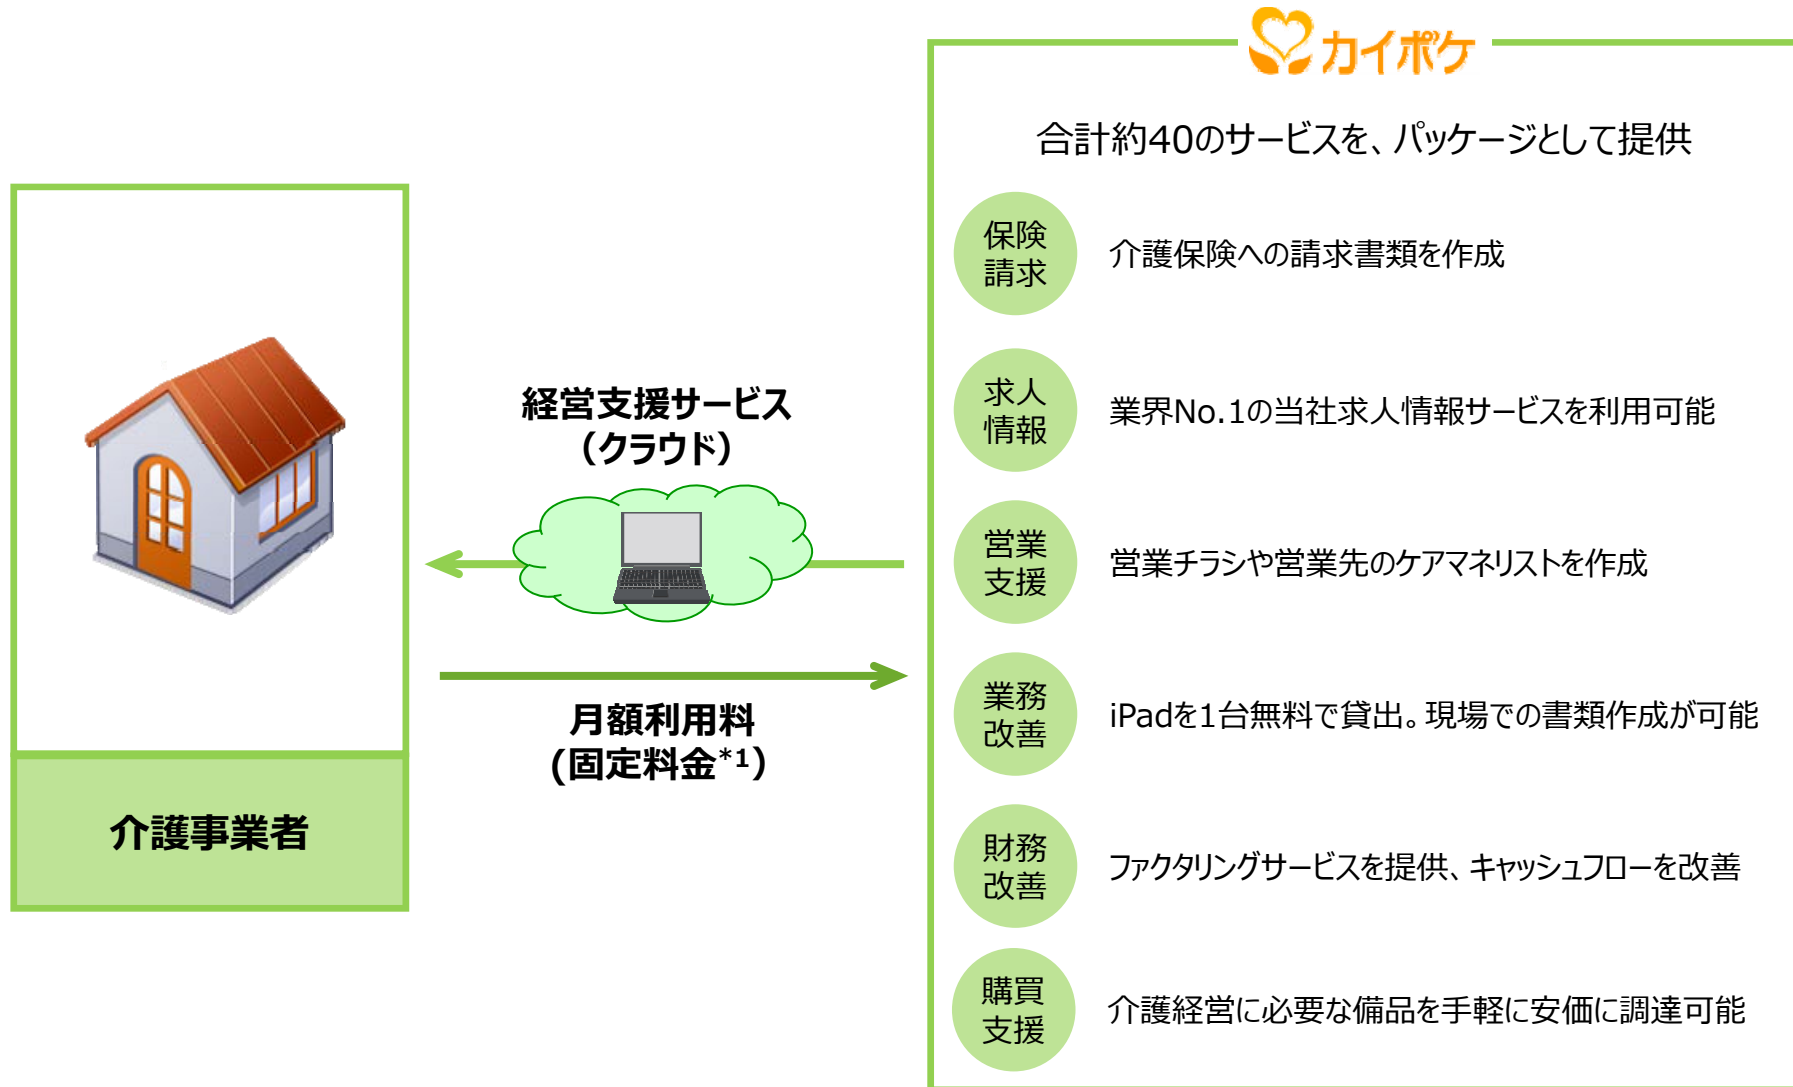 カイポケ
合計約40のサービスを、パッケージとして提供
保険
請求
介護保険への請求書類を作成
求人
情報
業界No.1の当社求人情報サービスを利用可能
営業
支援
営業チラシや営業先のケアマネリストを作成
業務
改善
iPadを1台無料で貸出。現場での書類作成が可能
財務
改善
ファクタリングサービスを提供、キャッシュフローを改善
購買
支援
介護経営に必要な備品を手軽に安価に調達可能
経営支援サービス
（クラウド）
月額利用料
(固定料金*1）
介護事業者